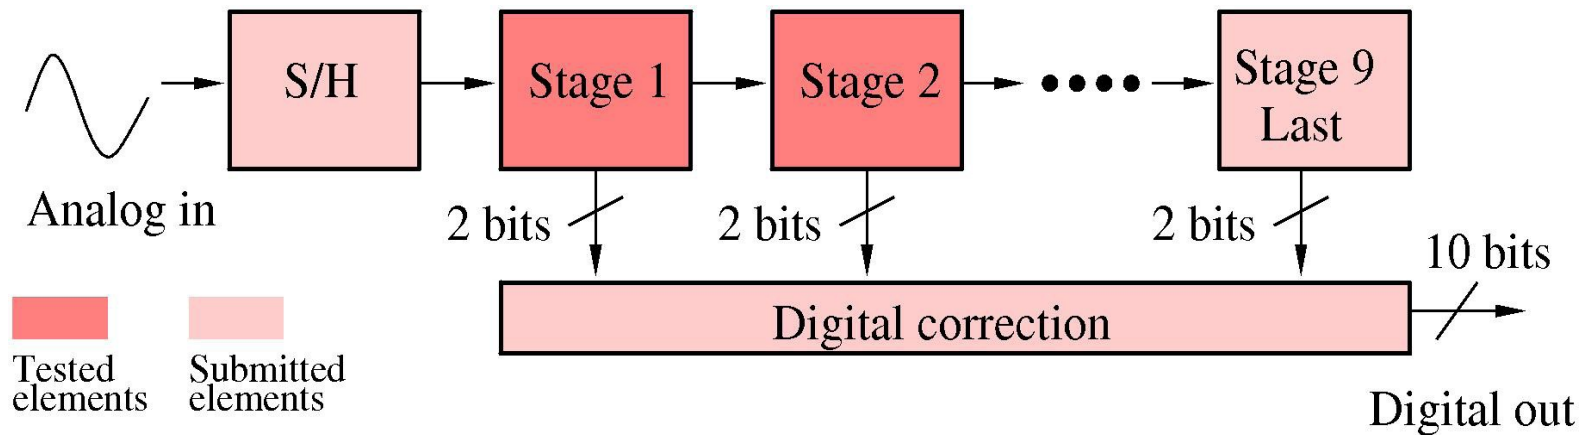 S/H
Stage 1
Stage 2
Stage 9
Last
Analog in
2 bits
2 bits
2 bits
10 bits
Digital correction
Tested
elements
Submitted
elements
Digital out